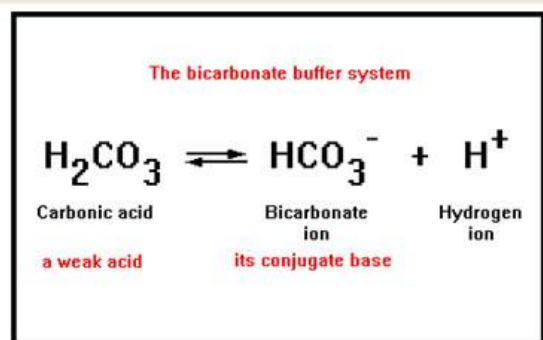 The bicarbonate buffer system
H₂CO₃ ⇌ HCO₃⁻ + H⁺
Carbonic acid Bicarbonate ion Hydrogen ion
a weak acid its conjugate base